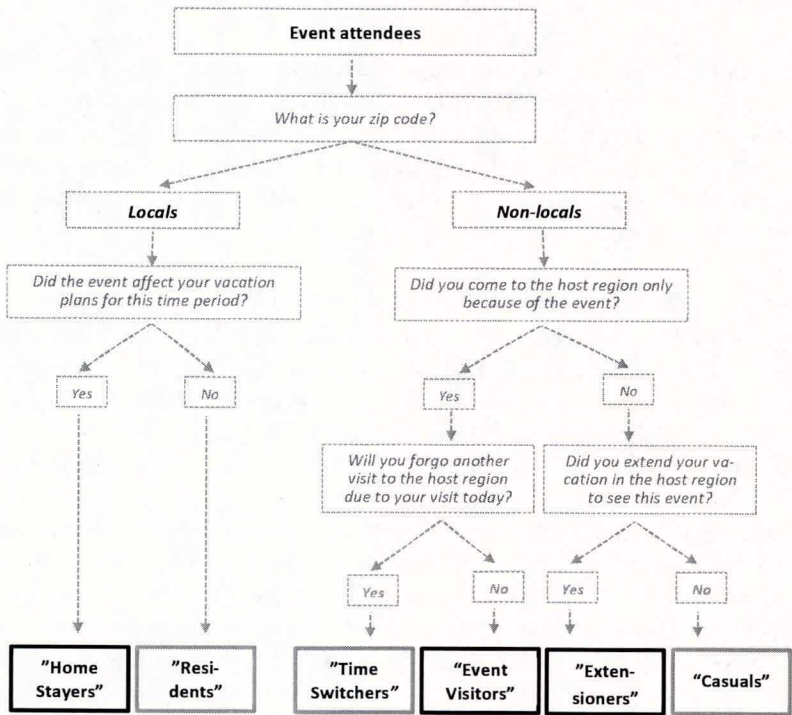 Event attendees
What is your zip code?
Locals
Non-locals
Did the event affect your vacation
plans for this time period?
Did you come to the host region only
because of the event?
Yes
No
Yes
No
Will you forgo another
visit to the host region
due to your visit today?
Did you extend your va-
cation in the host region
to see this event?
Yes
No
Yes
No
"Home
Stayers"
"Resi-
dents"
"Time
Switchers"
"Event
Visitors"
"Exten-
sioners"
"Casuals"